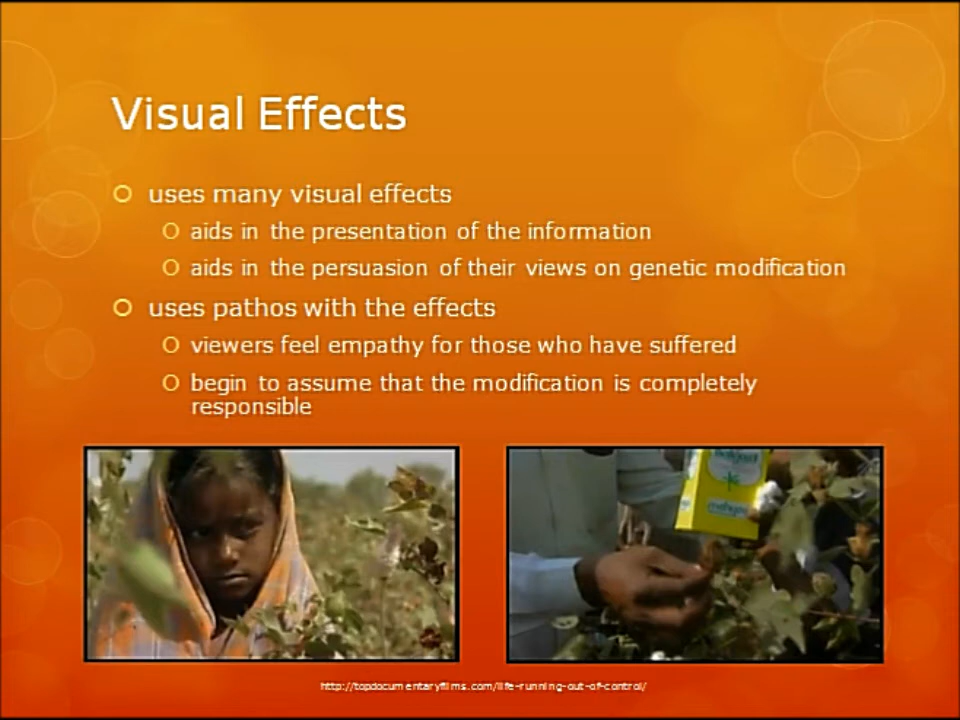 Visual Effects
uses many visual effects
aids in the presentation of the information
aids in the persuasion of their views on genetic modification
uses pathos with the effects
viewers feel empathy for those who have suffered
begin to assume that the modification is completely
responsible
http://topdocumentaryfilms.com/life-running-out-of-control/